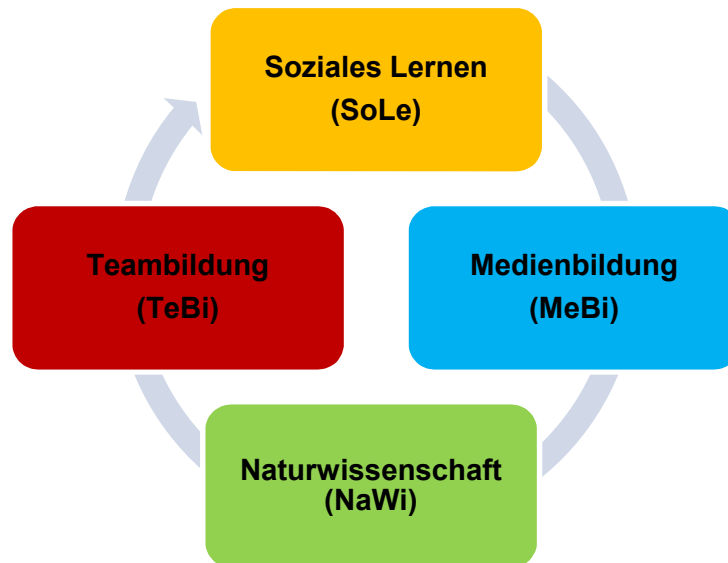 Soziales Lernen
(SoLe)
Teambildung
(TeBi)
Medienbildung
(MeBi)
Naturwissenschaft
(NaWi)